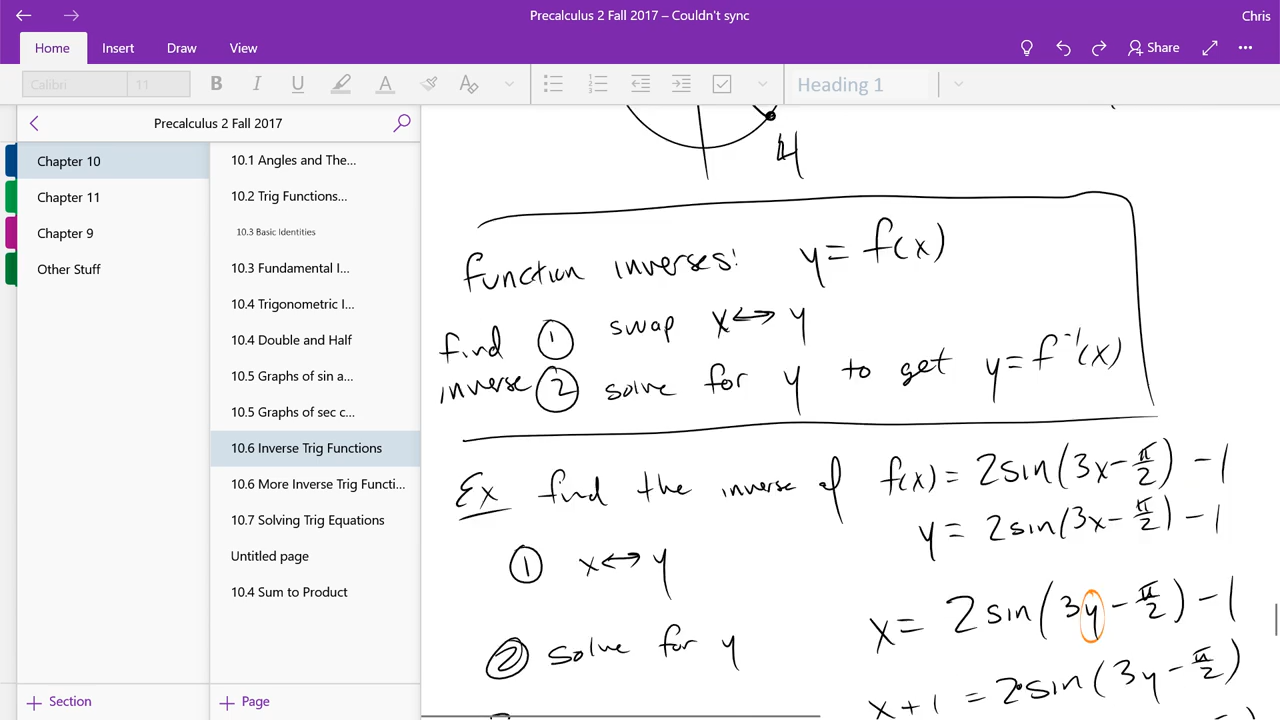 Precalculus 2 Fall 2017 – Couldn't sync
Chris
Home Insert Draw View
Share
Calibri 11 B I U A Heading 1
Precalculus 2 Fall 2017
Chapter 10
Chapter 11
Chapter 9
Other Stuff
10.1 Angles and The...
10.2 Trig Functions...
10.3 Basic Identities
10.3 Fundamental I...
10.4 Trigonometric I...
10.4 Double and Half
10.5 Graphs of sin a...
10.5 Graphs of sec c...
10.6 Inverse Trig Functions
10.6 More Inverse Trig Functi...
10.7 Solving Trig Equations
Untitled page
10.4 Sum to Product
+ Section
+ Page
4
function inverses: y = f(x)
find ① swap x ↔ y
inverse ② solve for y to get y = f⁻¹(x)
Ex find the inverse of f(x) = 2sin(3x - π/2) - 1
y = 2sin(3x - π/2) - 1
① x ↔ y
x = 2sin(3y - π/2) - 1
② solve for y
x + 1 = 2sin(3y - π/2)